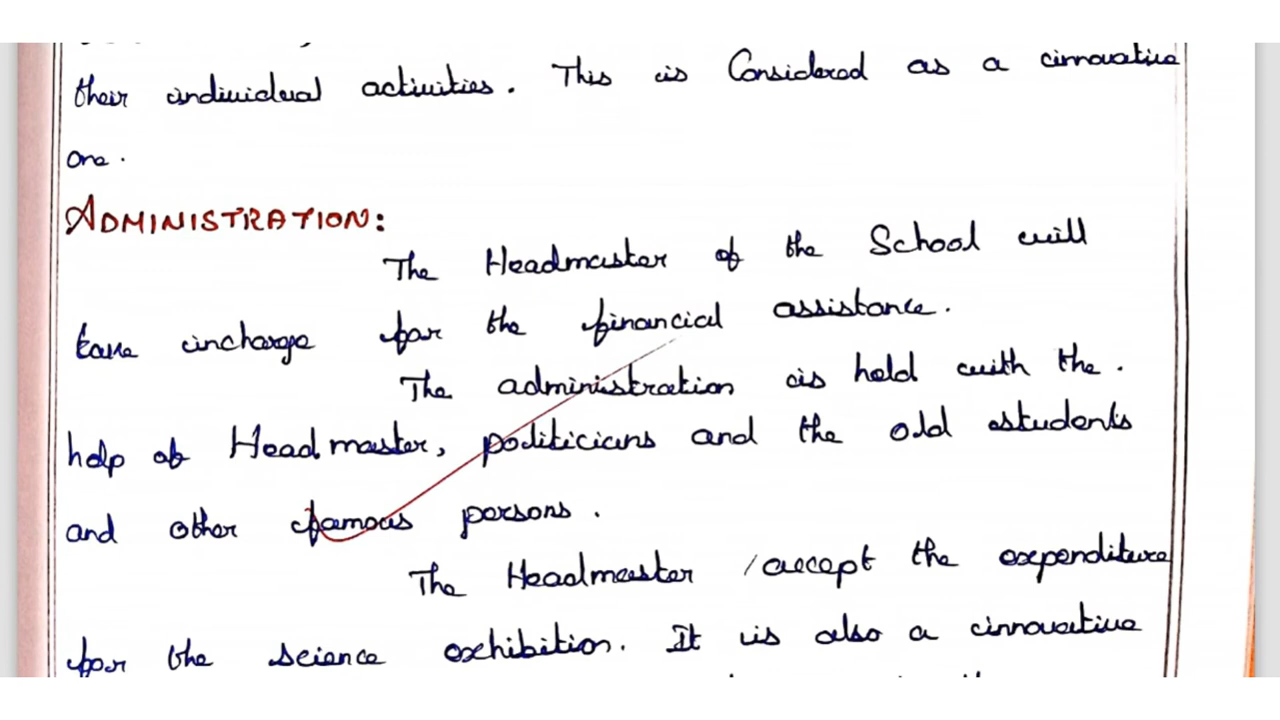 their individual activities. This is Considered as a innovative
one.
ADMINISTRATION:
The Headmaster of the School will
take incharge for the financial assistance.
The administration is held with the.
help of Headmaster, politicians and the old students
and other famous persons.
The Headmaster accept the expenditure
for the science exhibition. It is also a innovative